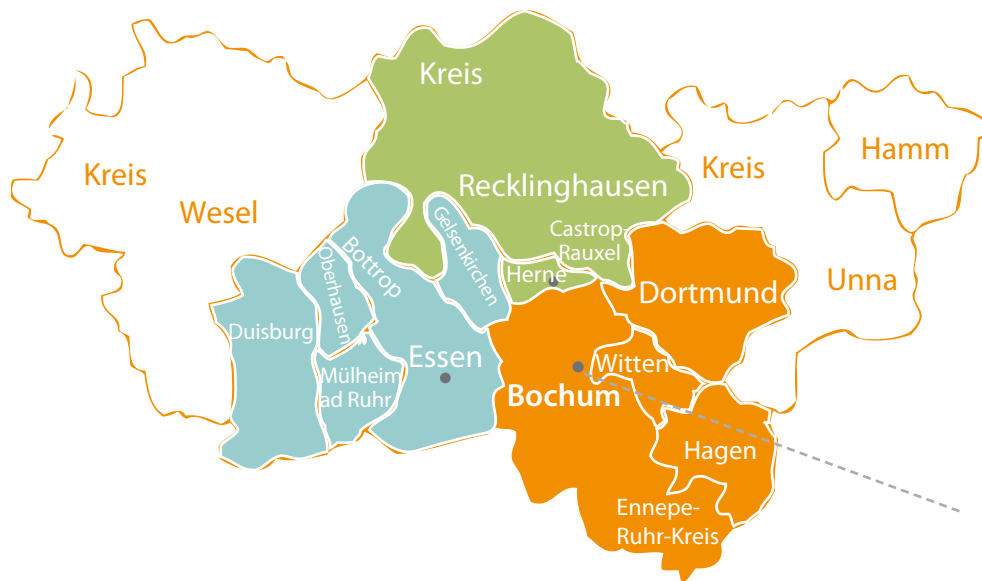 Kreis
Recklinghausen
Castrop-
Rauxel
Herne
Kreis
Wesel
Kreis
Hamm
Unna
Gelsenkirchen
Bottrop
Oberhausen
Duisburg
Mülheim
ad Ruhr
Essen
Dortmund
Witten
Bochum
Hagen
Ennepe-
Ruhr-Kreis